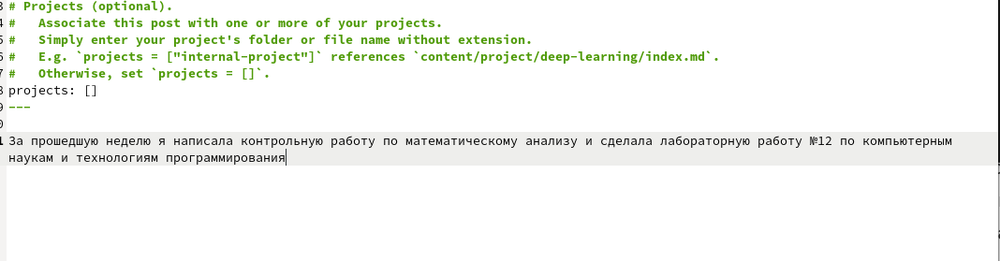 # Projects (optional).
#   Associate this post with one or more of your projects.
#   Simply enter your project's folder or file name without extension.
#   E.g. `projects = ["internal-project"]` references `content/project/deep-learning/index.md`.
#   Otherwise, set `projects = []`.
projects: []
---
За прошедшую неделю я написала контрольную работу по математическому анализу и сделала лабораторную работу №12 по компьютерным
наукам и технологиям программирования